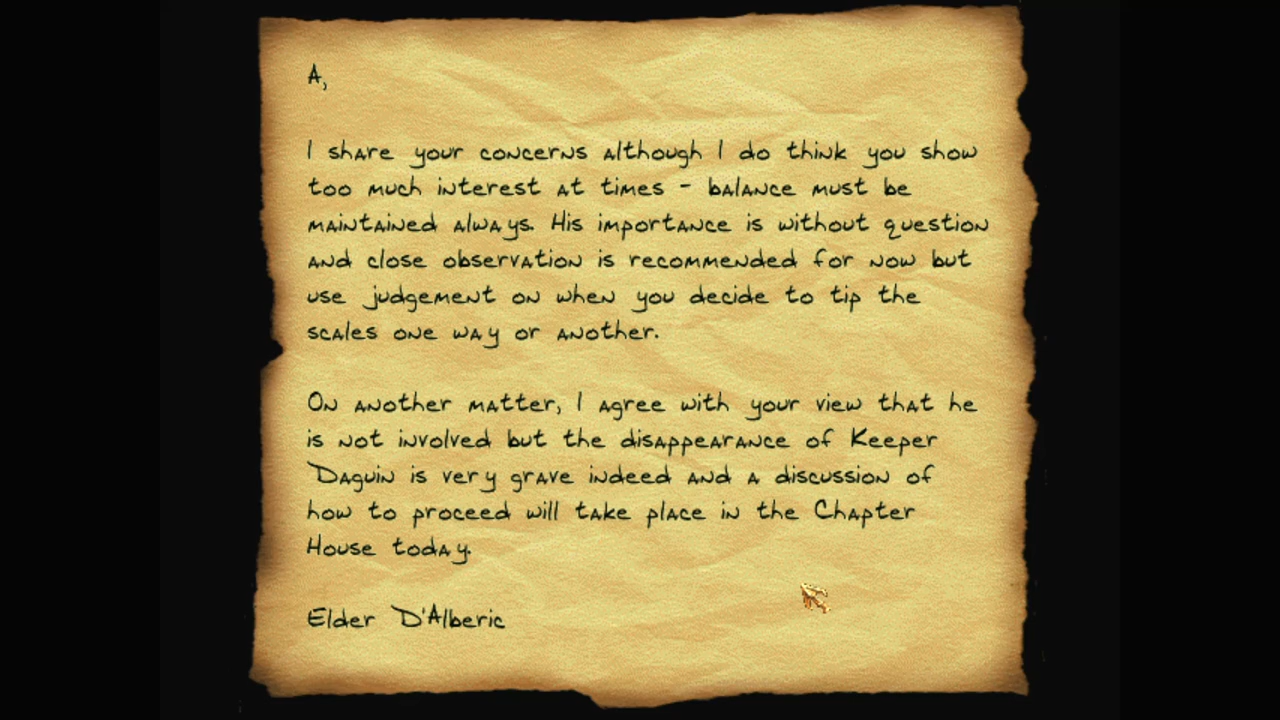 A,
I share your concerns although I do think you show
too much interest at times - balance must be
maintained always. His importance is without question
and close observation is recommended for now but
use judgement on when you decide to tip the
scales one way or another.
On another matter, I agree with your view that he
is not involved but the disappearance of Keeper
Daguin is very grave indeed and a discussion of
how to proceed will take place in the Chapter
House today.
Elder D'Alberic